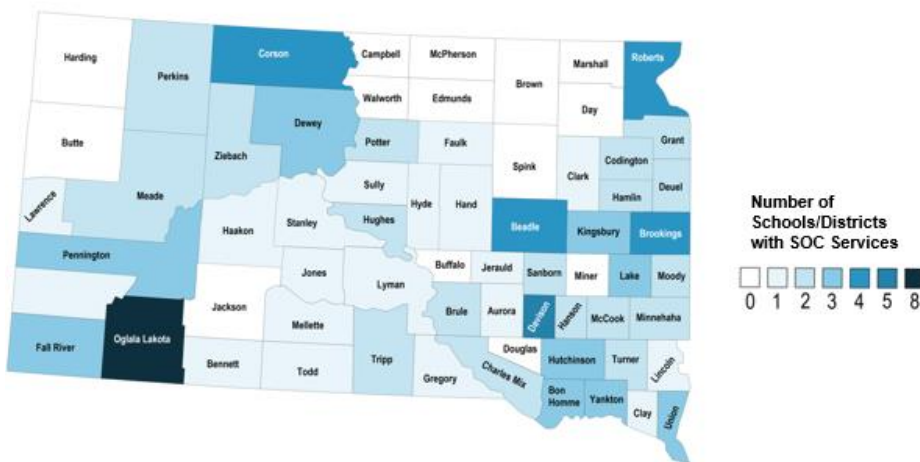 Harding
Perkins
Corson
Campbell
McPherson
Brown
Marshall
Roberts
Walworth
Edmunds
Day
Butte
Dewey
Ziebach
Potter
Faulk
Spink
Grant
Codington
Clark
Deuel
Hamlin
Meade
Lawrence
Sully
Hyde
Hand
Stanley
Hughes
Haakon
Beadle
Kingsbury
Brookings
Pennington
Buffalo
Jerauld
Sanborn
Miner
Lake
Moody
Jones
Lyman
Jackson
Brule
Aurora
Davison
Hanson
McCook
Minnehaha
Mellette
Fall River
Oglala Lakota
Bennett
Todd
Tripp
Gregory
Charles Mix
Douglas
Hutchinson
Turner
Lincoln
Bon
Homme
Yankton
Clay
Union
Number of
Schools/Districts
with SOC Services
0 1 2 3 4 5 8